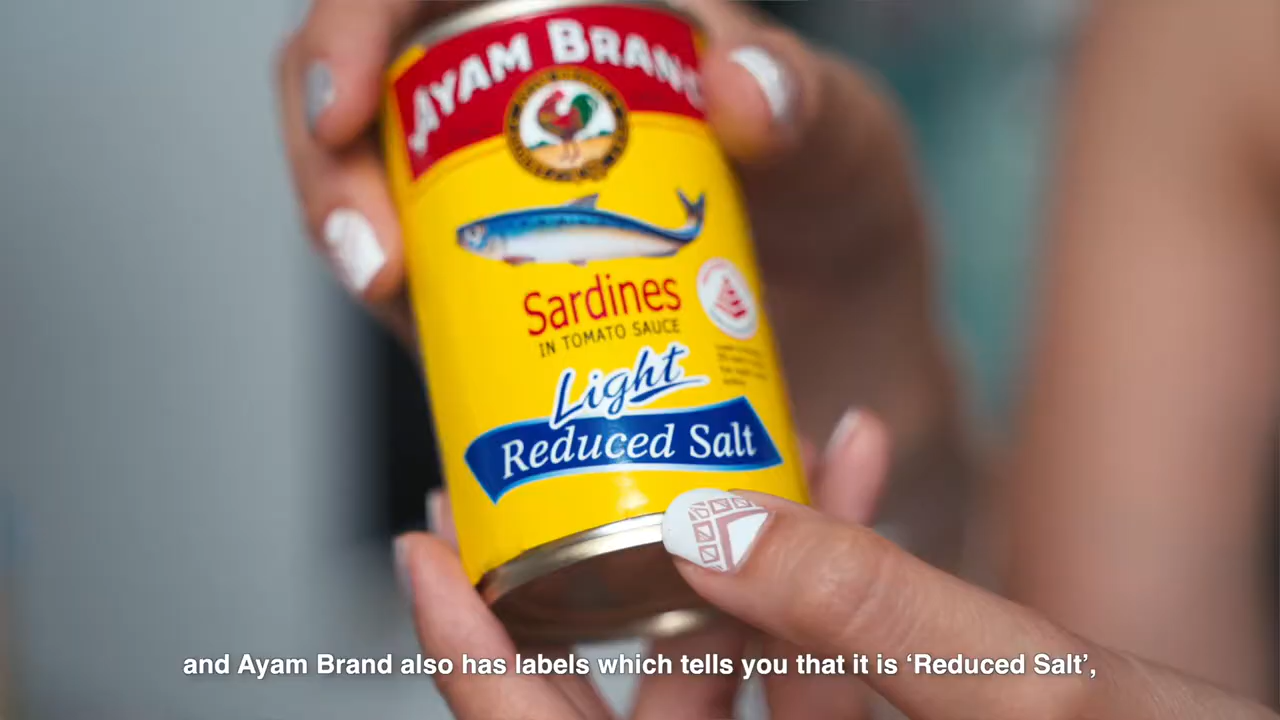 AYAM BRAND
Sardines
IN TOMATO SAUCE
Light
Reduced Salt
and Ayam Brand also has labels which tells you that it is ‘Reduced Salt’,